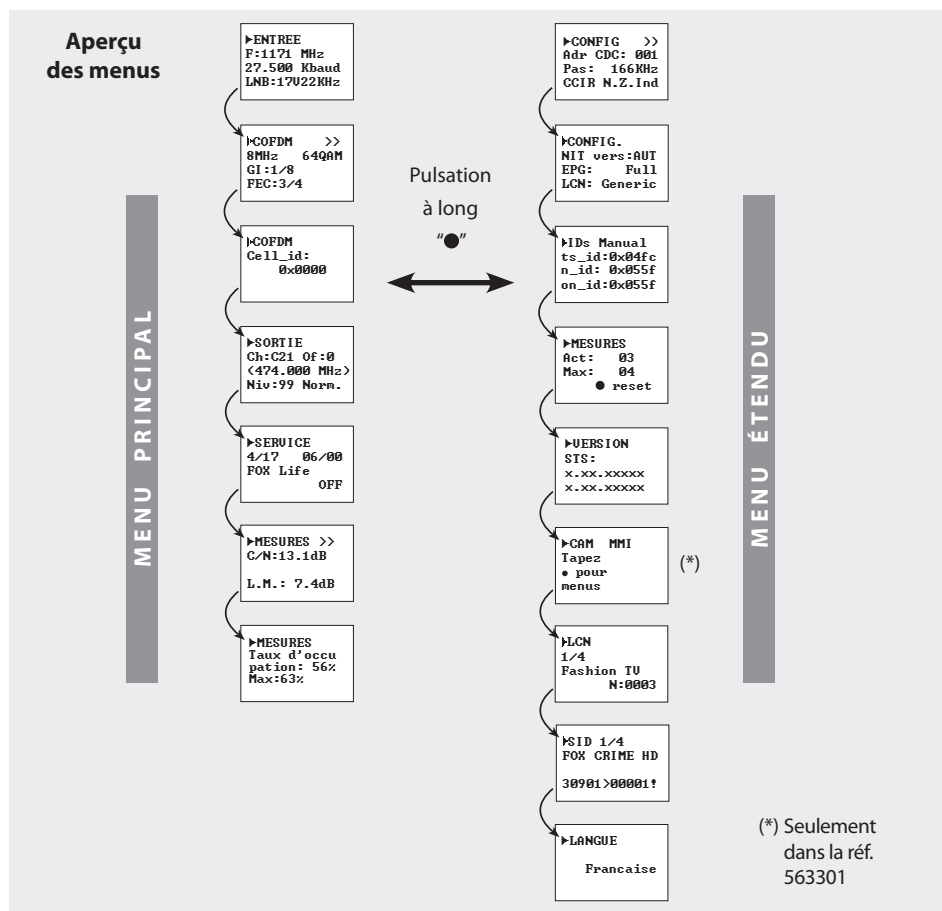 Aperçu
des menus
MENU PRINCIPAL
►ENTREE
F:1171 MHz
27.500 Kbaud
LNB:17V22KHz
►COFDM >>
8MHz 64QAM
GI:1/8
FEC:3/4
►COFDM
Cell_id:
0x0000
►SORTIE
Ch:C21 Of:0
(474.000 MHz)
Niv:99 Norm.
►SERVICE
4/17 06/00
FOX Life
OFF
►MESURES >>
C/N:13.1dB
L.M.: 7.4dB
►MESURES
Taux d'occu
pation: 56%
Max:63%
Pulsation
à long
“●”
►CONFIG >>
Adr CDC: 001
Pas: 166KHz
CCIR N.Z.Ind
►CONFIG.
NIT vers:AUT
EPG: Full
LCN: Generic
►IDs Manual
ts_id:0x04fc
n_id: 0x055f
on_id:0x055f
►MESURES
Act: 03
Max: 04
● reset
►VERSION
STS:
x.xx.xxxxx
x.xx.xxxxx
►CAM MMI
Tapez
● pour
menus
(*)
►LCN
1/4
Fashion TV
N:0003
►SID 1/4
FOX CRIME HD
30901>00001!
►LANGUE
Francaise
MENU ÉTENDU
(*) Seulement
dans la réf.
563301